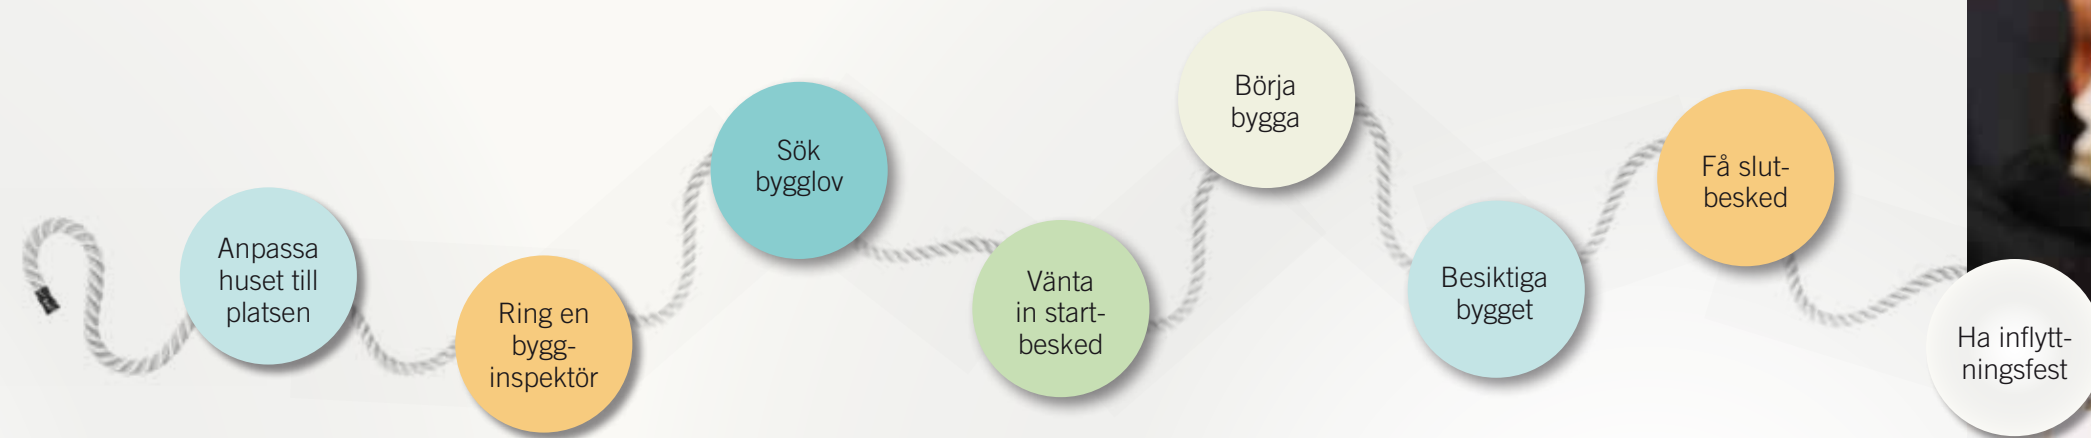 Anpassa
huset till
platsen
Ring en
bygg-
inspektör
Sök
bygglov
Vänta
in start-
besked
Börja
bygga
Besiktiga
bygget
Få slut-
besked
Ha inflytt-
ningsfest